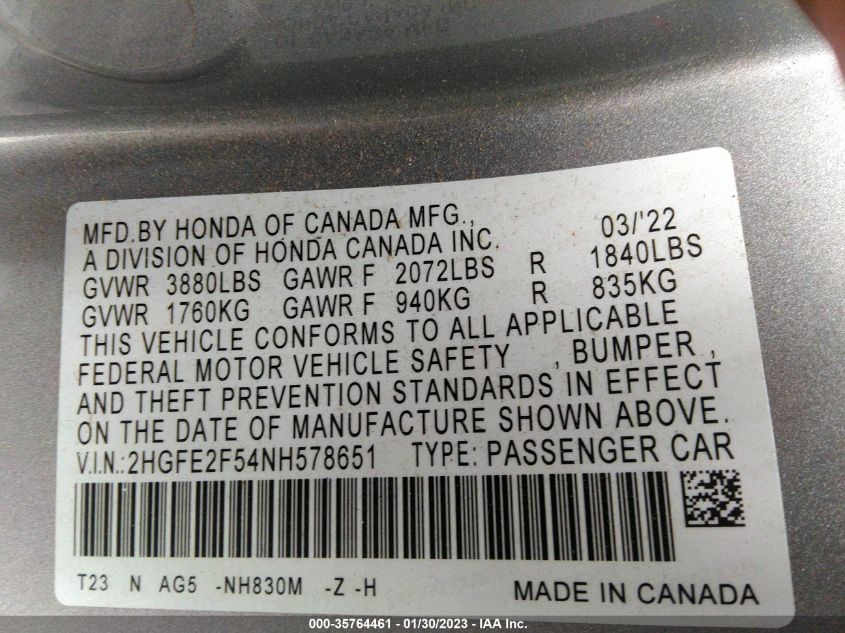 MFD.BY HONDA OF CANADA MFG., 03/'22
A DIVISION OF HONDA CANADA INC.
GVWR 3880LBS GAWR F 2072LBS R 1840LBS
GVWR 1760KG GAWR F 940KG R 835KG
THIS VEHICLE CONFORMS TO ALL APPLICABLE
FEDERAL MOTOR VEHICLE SAFETY , BUMPER ,
AND THEFT PREVENTION STANDARDS IN EFFECT
ON THE DATE OF MANUFACTURE SHOWN ABOVE.
V.I.N.:2HGFE2F54NH578651 TYPE: PASSENGER CAR
T23 N AG5 -NH830M -Z -H MADE IN CANADA
000-35764461 - 01/30/2023 - IAA Inc.